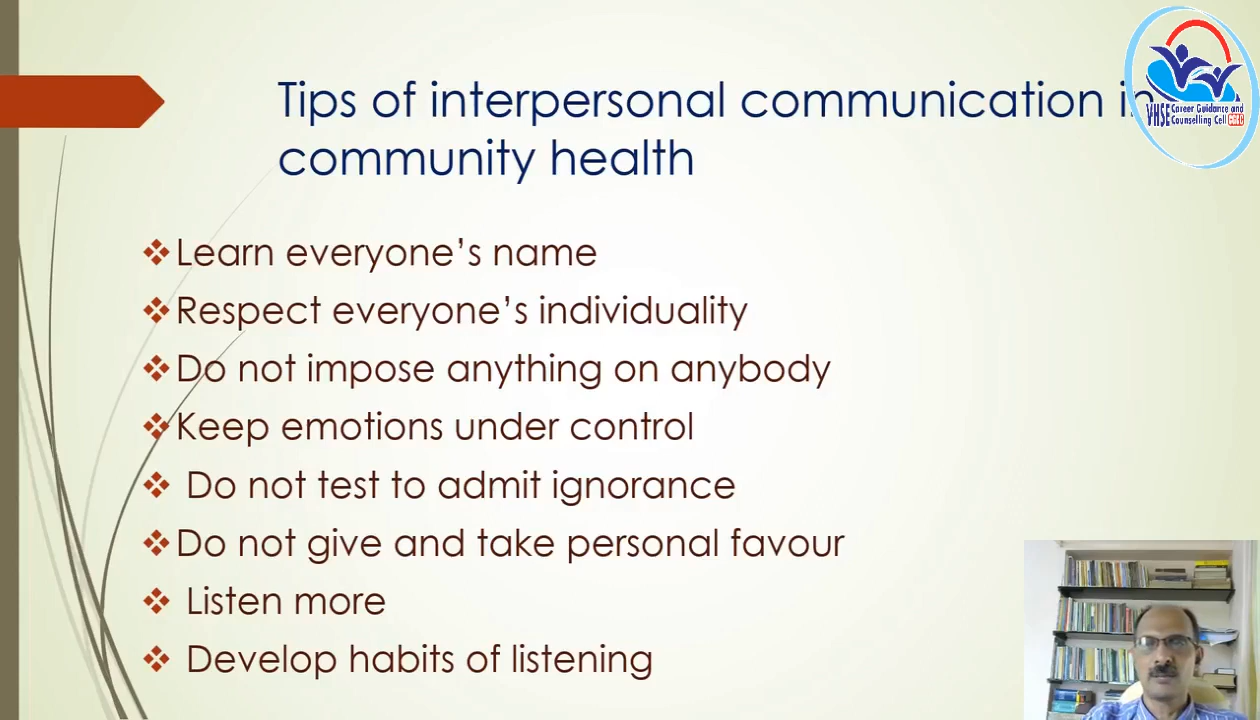 Tips of interpersonal communication in
community health
Learn everyone's name
Respect everyone's individuality
Do not impose anything on anybody
Keep emotions under control
Do not test to admit ignorance
Do not give and take personal favour
Listen more
Develop habits of listening
VHSE Career Guidance and
Counselling Cell CGCC